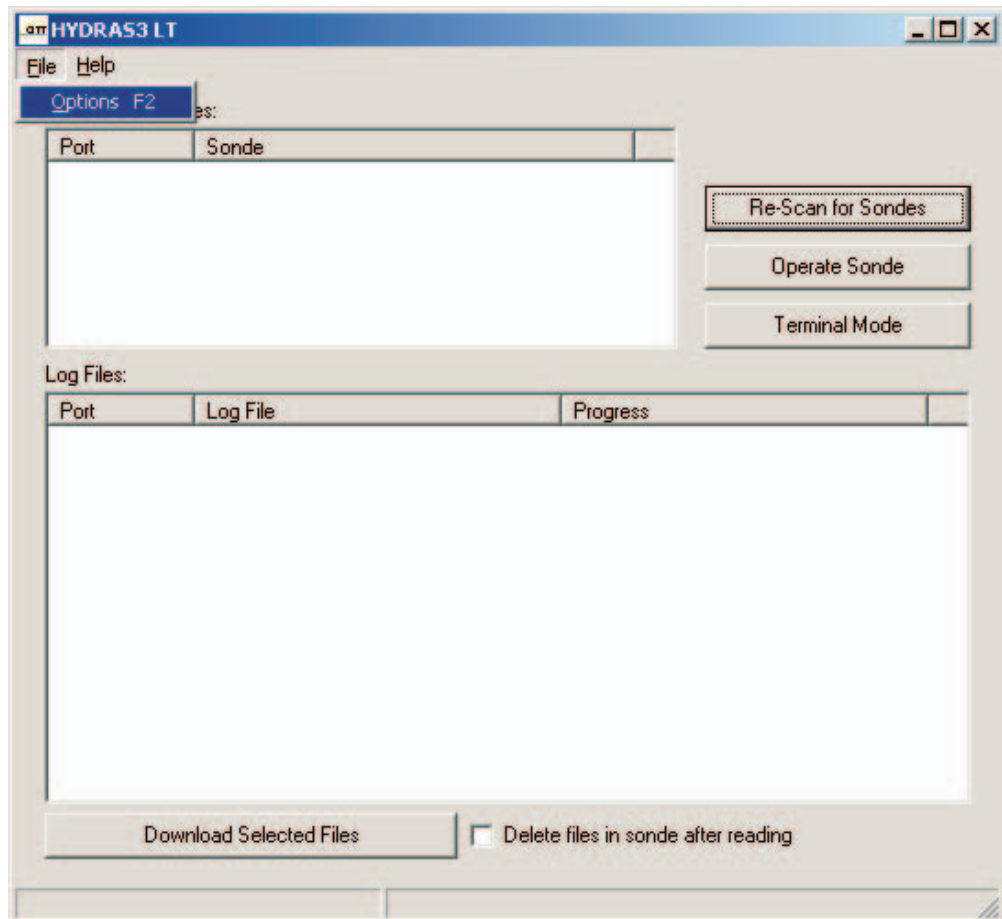 OTT HYDRAS3 LT
File Help
Options F2
es:
Port Sonde
Re-Scan for Sondes
Operate Sonde
Terminal Mode
Log Files:
Port Log File Progress
Download Selected Files Delete files in sonde after reading